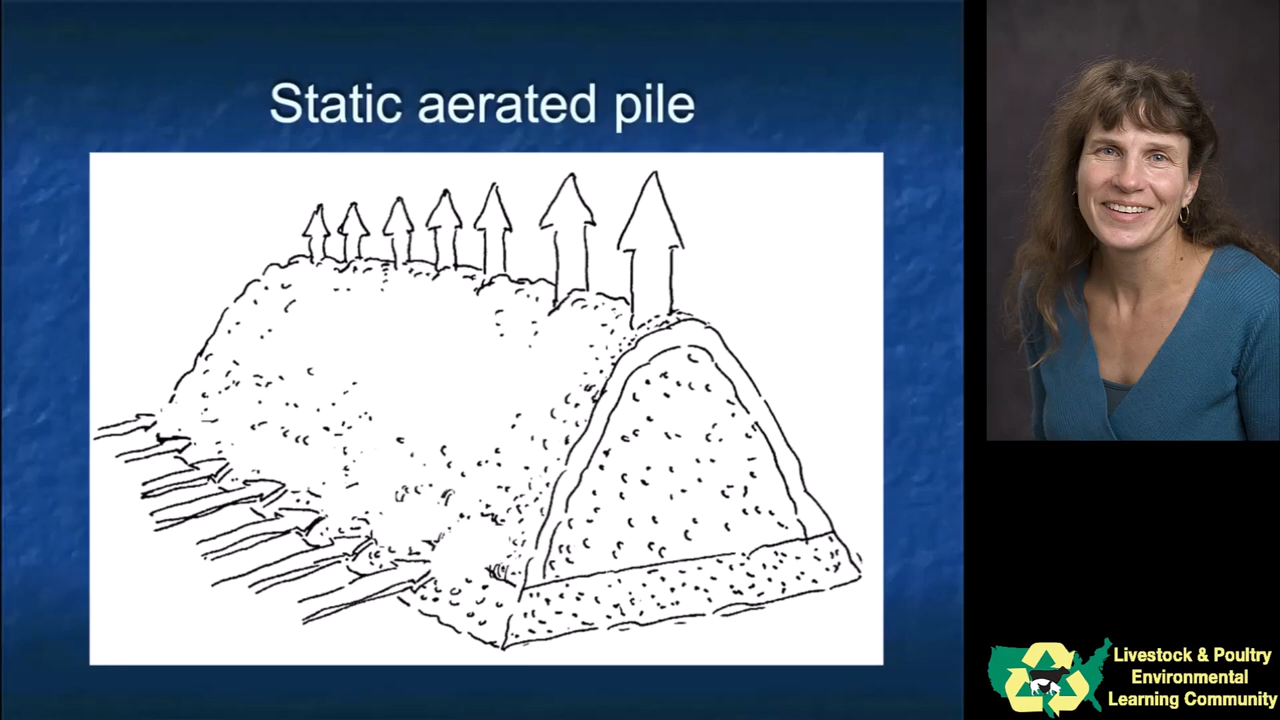 Static aerated pile
Livestock & Poultry
Environmental
Learning Community